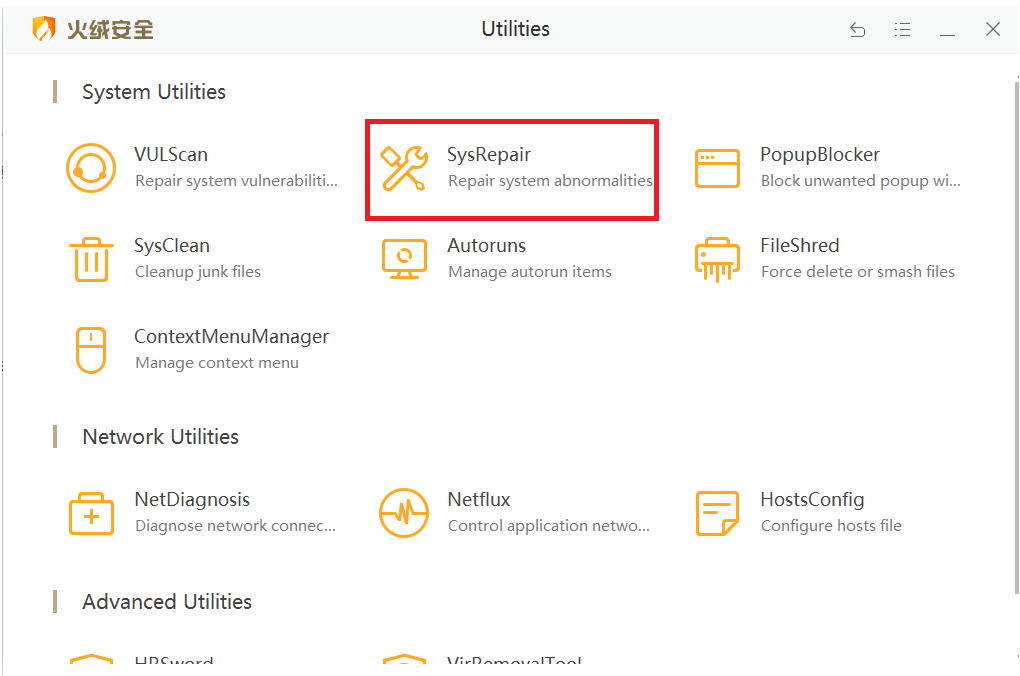 火绒安全
Utilities
System Utilities
VULScan
Repair system vulnerabiliti...
SysRepair
Repair system abnormalities
PopupBlocker
Block unwanted popup wi...
SysClean
Cleanup junk files
Autoruns
Manage autorun items
FileShred
Force delete or smash files
ContextMenuManager
Manage context menu
Network Utilities
NetDiagnosis
Diagnose network connec...
Netflux
Control application netwo...
HostsConfig
Configure hosts file
Advanced Utilities
HRSword
VirRemovalTool